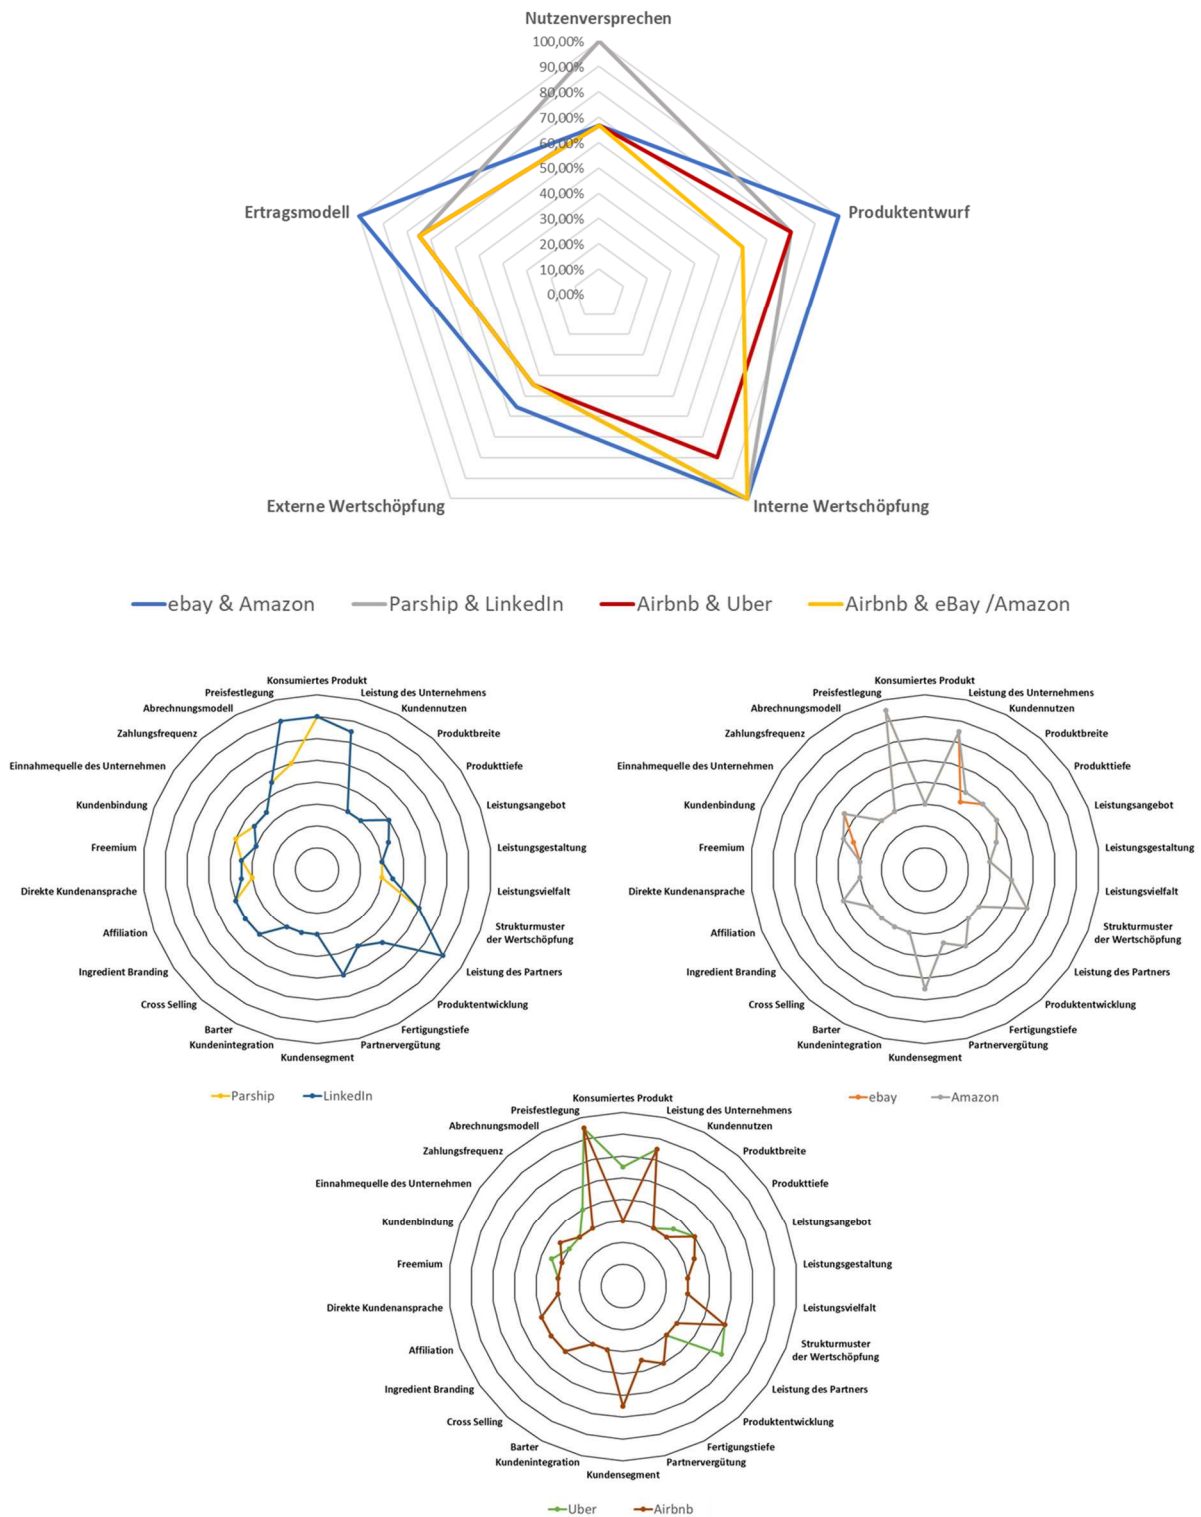 Nutzenversprechen
100,00%
90,00%
80,00%
70,00%
60,00%
50,00%
40,00%
30,00%
20,00%
10,00%
0,00%
Ertragsmodell
Produktentwurf
Externe Wertschöpfung
Interne Wertschöpfung
ebay & Amazon
Parship & LinkedIn
Airbnb & Uber
Airbnb & eBay /Amazon
Konsumiertes Produkt
Leistung des Unternehmens
Kundennutzen
Produktbreite
Produkttiefe
Leistungsangebot
Leistungsgestaltung
Leistungsvielfalt
Strukturmuster
der Wertschöpfung
Leistung des Partners
Produktentwicklung
Fertigungstiefe
Partnervergütung
Kundensegment
Kundenintegration
Barter
Cross Selling
Ingredient Branding
Affiliation
Direkte Kundenansprache
Freemium
Kundenbindung
Einnahmequelle des Unternehmen
Zahlungsfrequenz
Abrechnungsmodell
Preisfestlegung
Parship
LinkedIn
Konsumiertes Produkt
Leistung des Unternehmens
Kundennutzen
Produktbreite
Produkttiefe
Leistungsangebot
Leistungsgestaltung
Leistungsvielfalt
Strukturmuster
der Wertschöpfung
Leistung des Partners
Produktentwicklung
Fertigungstiefe
Partnervergütung
Kundensegment
Kundenintegration
Barter
Cross Selling
Ingredient Branding
Affiliation
Direkte Kundenansprache
Freemium
Kundenbindung
Einnahmequelle des Unternehmen
Zahlungsfrequenz
Abrechnungsmodell
Preisfestlegung
ebay
Amazon
Konsumiertes Produkt
Leistung des Unternehmens
Kundennutzen
Produktbreite
Produkttiefe
Leistungsangebot
Leistungsgestaltung
Leistungsvielfalt
Strukturmuster
der Wertschöpfung
Leistung des Partners
Produktentwicklung
Fertigungstiefe
Partnervergütung
Kundensegment
Kundenintegration
Barter
Cross Selling
Ingredient Branding
Affiliation
Direkte Kundenansprache
Freemium
Kundenbindung
Einnahmequelle des Unternehmen
Zahlungsfrequenz
Abrechnungsmodell
Preisfestlegung
Uber
Airbnb